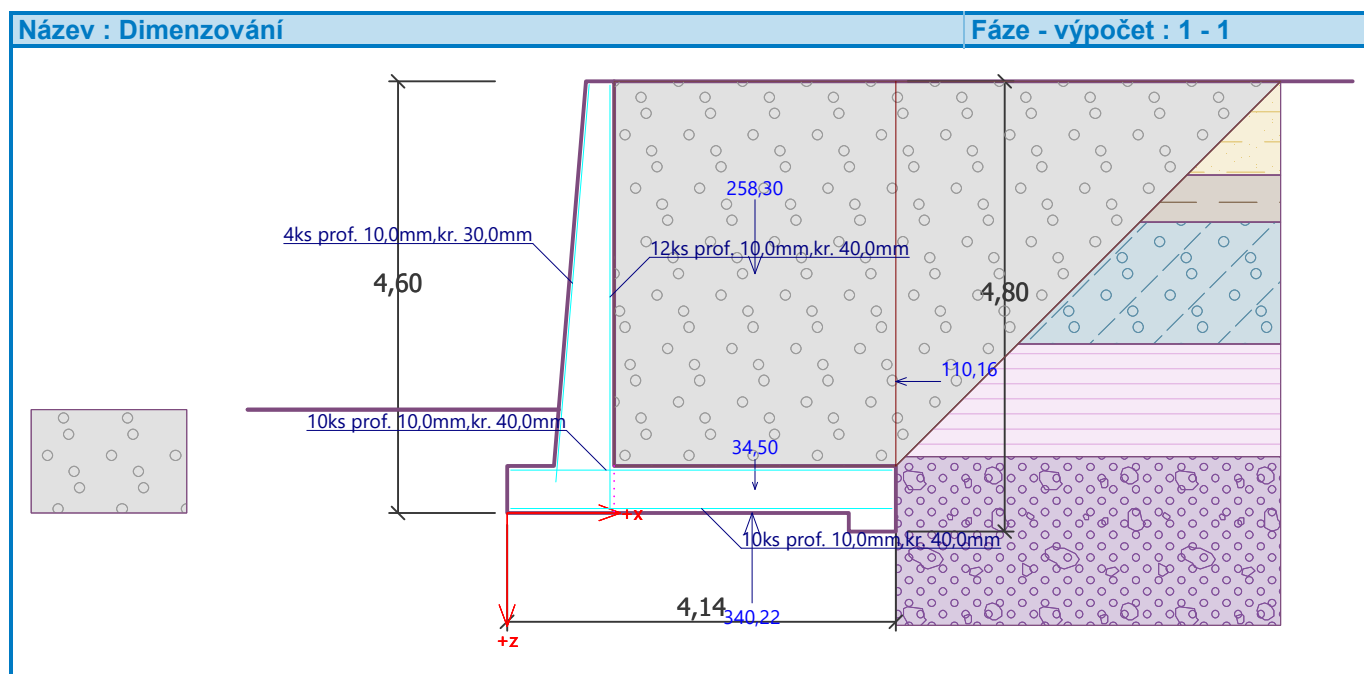 Název : Dimenzování
Fáze - výpočet : 1 - 1
258,30
4ks prof. 10,0mm,kr. 30,0mm
12ks prof. 10,0mm,kr. 40,0mm
4,60
4,80
110,16
10ks prof. 10,0mm,kr. 40,0mm
34,50
+x
10ks prof. 10,0mm,kr. 40,0mm
4,14
340,22
+z